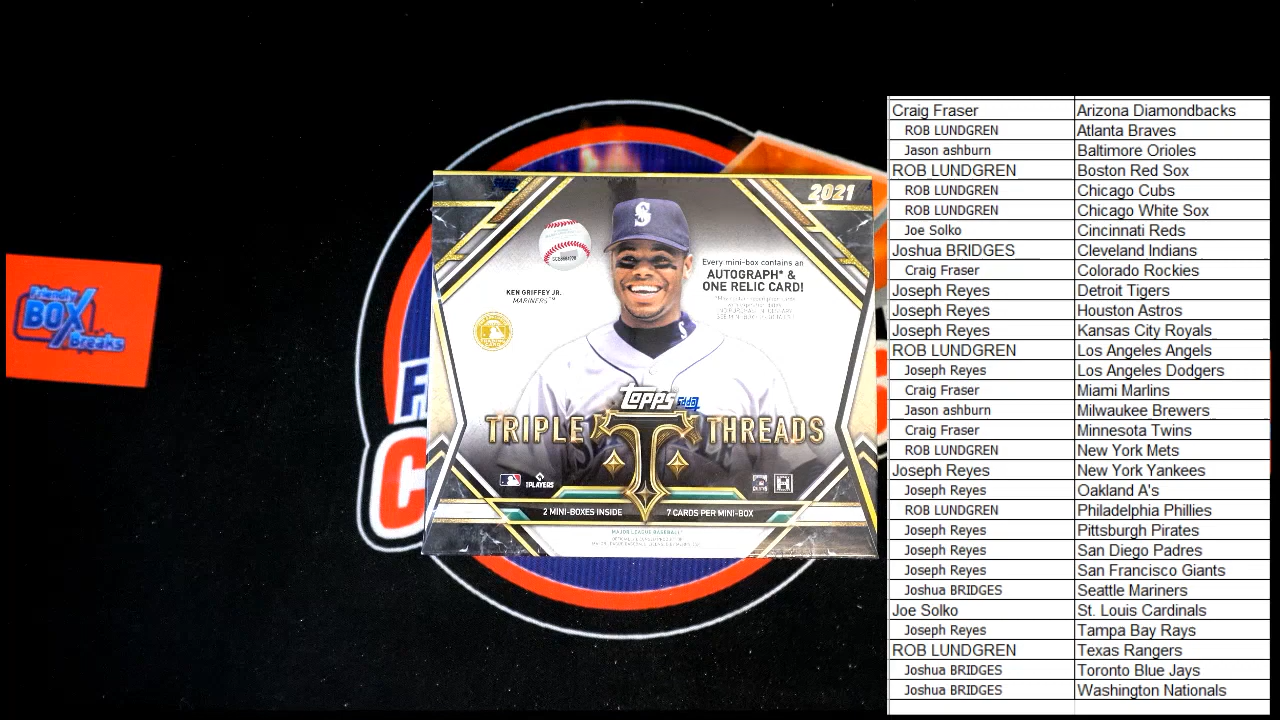 Friendly
BOX
Breaks
2021
Every mini-box contains an
AUTOGRAPH* &
ONE RELIC CARD!
KEN GRIFFEY JR.
MARINERS™
Topps
TRIPLE THREADS
PLAYERS
2 MINI-BOXES INSIDE
7 CARDS PER MINI-BOX
Craig Fraser Arizona Diamondbacks
ROB LUNDGREN Atlanta Braves
Jason ashburn Baltimore Orioles
ROB LUNDGREN Boston Red Sox
ROB LUNDGREN Chicago Cubs
ROB LUNDGREN Chicago White Sox
Joe Solko Cincinnati Reds
Joshua BRIDGES Cleveland Indians
Craig Fraser Colorado Rockies
Joseph Reyes Detroit Tigers
Joseph Reyes Houston Astros
Joseph Reyes Kansas City Royals
ROB LUNDGREN Los Angeles Angels
Joseph Reyes Los Angeles Dodgers
Craig Fraser Miami Marlins
Jason ashburn Milwaukee Brewers
Craig Fraser Minnesota Twins
ROB LUNDGREN New York Mets
Joseph Reyes New York Yankees
Joseph Reyes Oakland A's
ROB LUNDGREN Philadelphia Phillies
Joseph Reyes Pittsburgh Pirates
Joseph Reyes San Diego Padres
Joseph Reyes San Francisco Giants
Joshua BRIDGES Seattle Mariners
Joe Solko St. Louis Cardinals
Joseph Reyes Tampa Bay Rays
ROB LUNDGREN Texas Rangers
Joshua BRIDGES Toronto Blue Jays
Joshua BRIDGES Washington Nationals